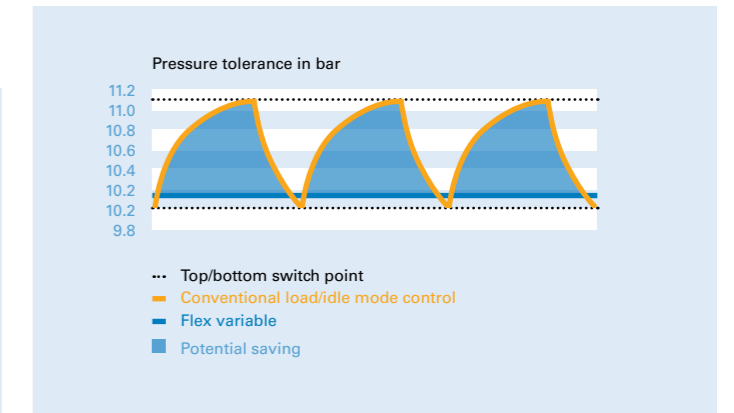 Pressure tolerance in bar
11.2
11.0
10.8
10.6
10.4
10.2
10.2
9.8
Top/bottom switch point
Conventional load/idle mode control
Flex variable
Potential saving